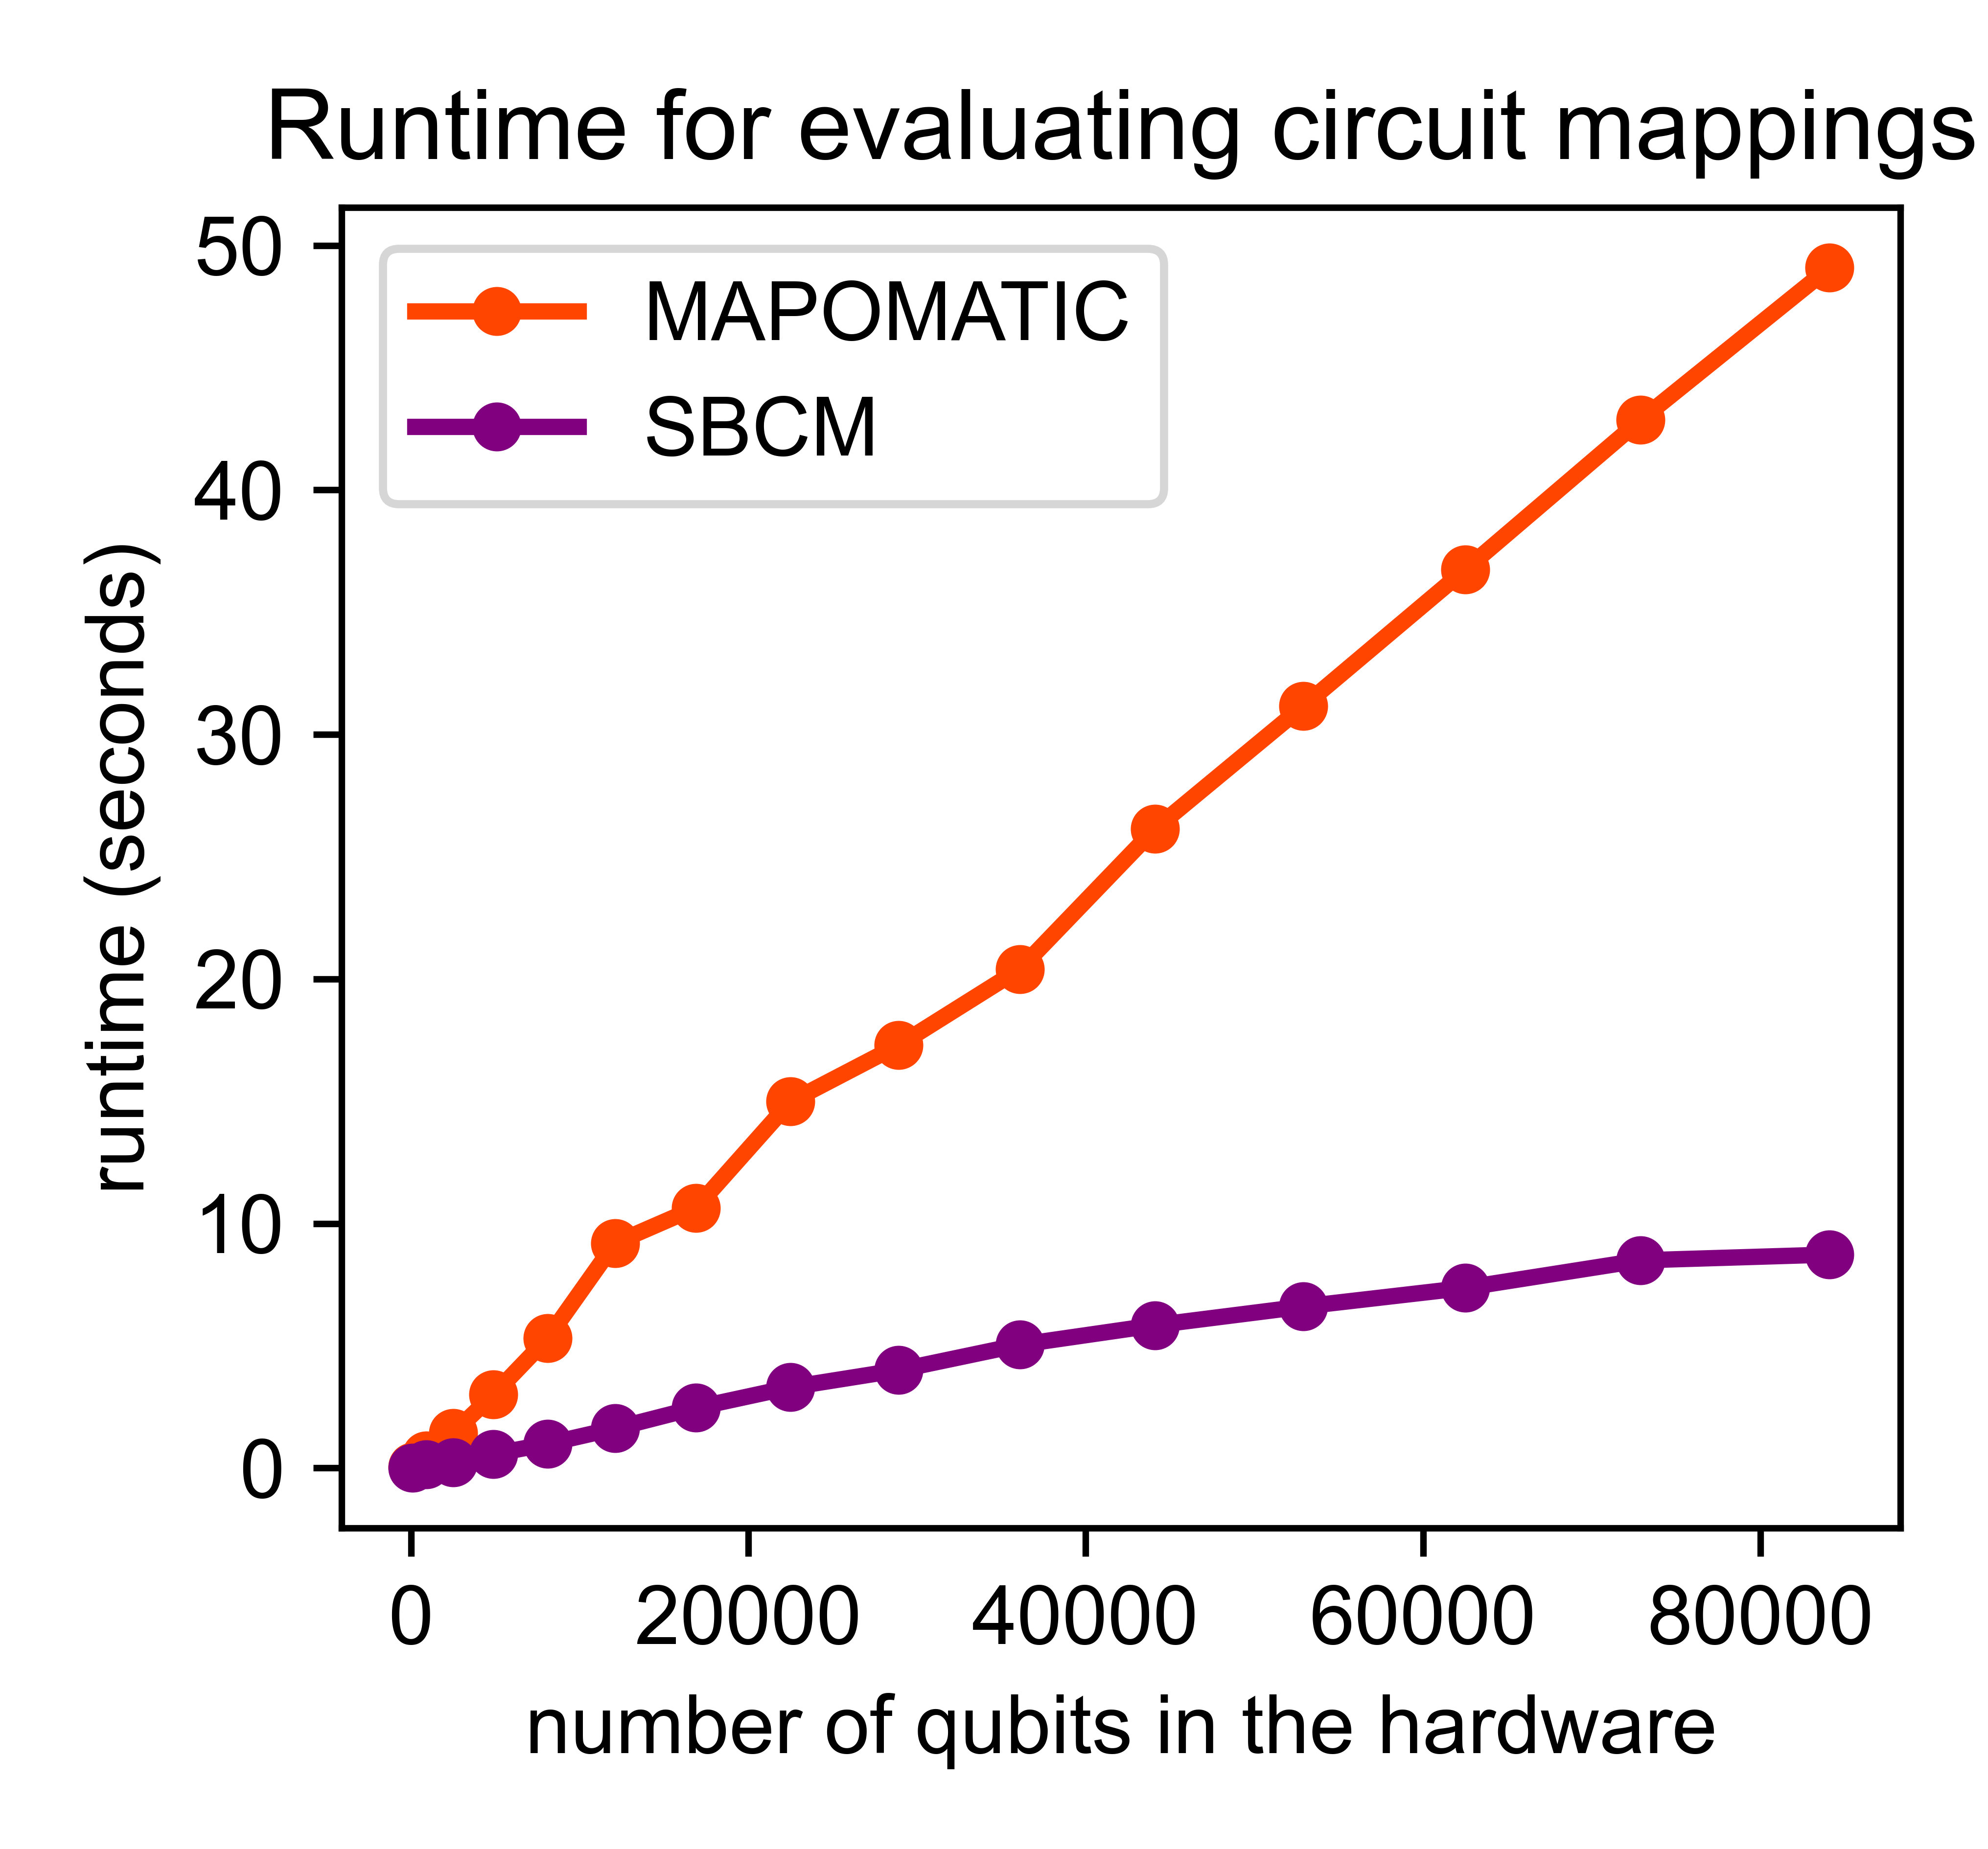 Runtime for evaluating circuit mappings
MAPOMATIC
SBCM
runtime (seconds)
50
40
30
20
10
0
0 20000 40000 60000 80000
number of qubits in the hardware